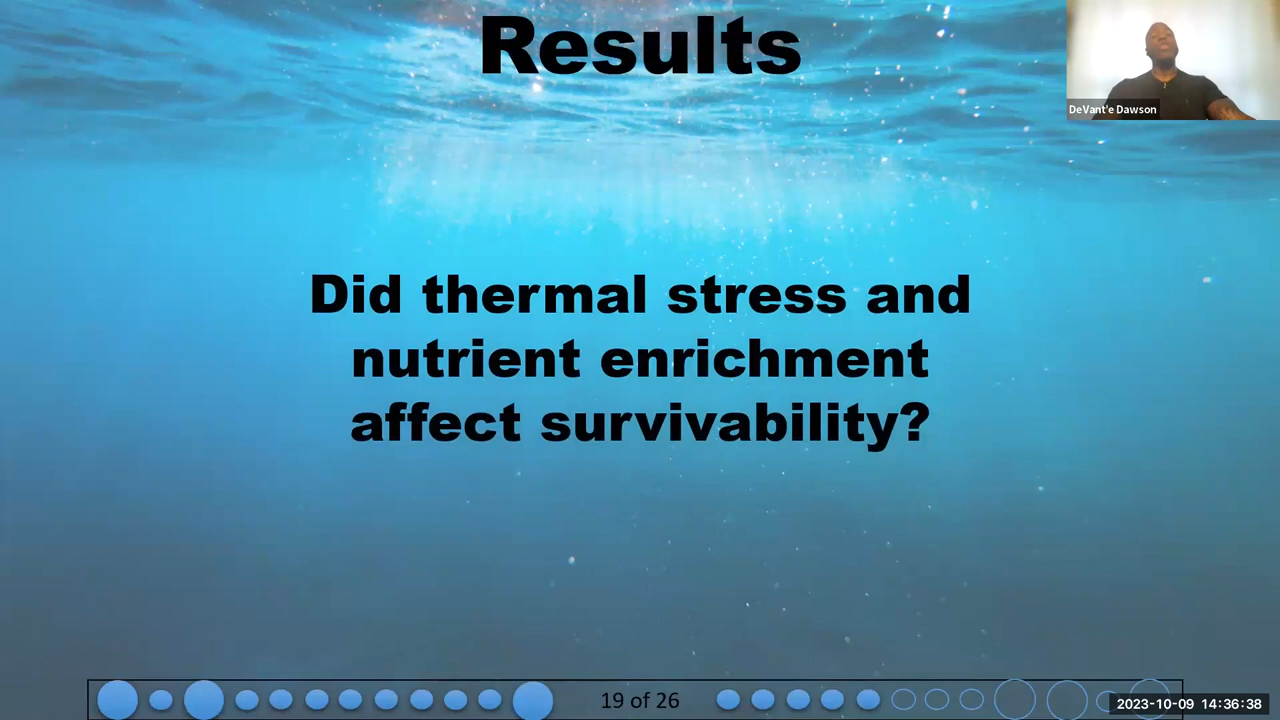 Results
DeVant'e Dawson
Did thermal stress and
nutrient enrichment
affect survivability?
19 of 26
2023-10-09 14:36:38